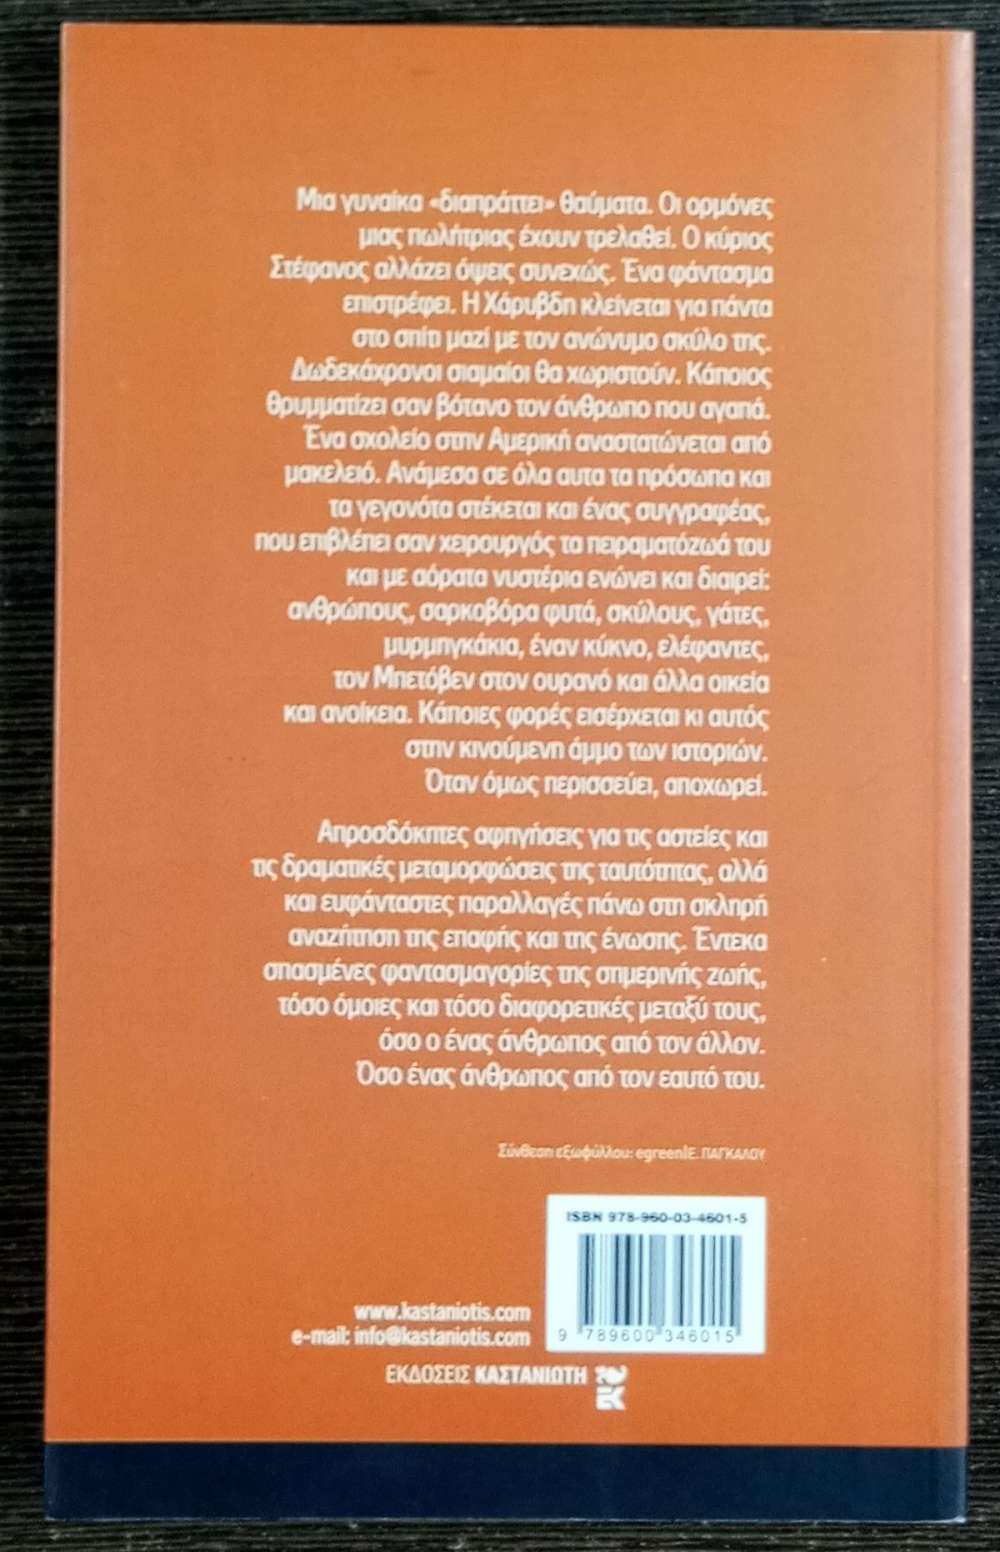 Μια γυναίκα «διαπράττει» θαύματα. Οι ορμόνες
μιας πωλήτριας έχουν τρελαθεί. Ο κύριος
Στέφανος αλλάζει όψεις συνεχώς. Ένα φάντασμα
επιστρέφει. Η Χάρυβδη κλείνεται για πάντα
στο σπίτι μαζί με τον ανώνυμο σκύλο της.
Δωδεκάχρονοι σιαμαίοι θα χωριστούν. Κάποιος
θρυμματίζει σαν βότανο τον άνθρωπο που αγαπά.
Ένα σχολείο στην Αμερική αναστατώνεται από
μακελειό. Ανάμεσα σε όλα αυτα τα πρόσωπα και
τα γεγονότα στέκεται και ένας συγγραφέας,
που επιβλέπει σαν χειρουργός τα πειραματόζωά του
και με αόρατα νυστέρια ενώνει και διαιρεί:
ανθρώπους, σαρκοβόρα φυτά, σκύλους, γάτες,
μυρμηγκάκια, έναν κύκνο, ελέφαντες,
τον Μπετόβεν στον ουρανό και άλλα οικεία
και ανοίκεια. Κάποιες φορές εισέρχεται κι αυτός
στην κινούμενη άμμο των ιστοριών.
Όταν όμως περισσεύει, αποχωρεί.
Απροσδόκητες αφηγήσεις για τις αστείες και
τις δραματικές μεταμορφώσεις της ταυτότητας, αλλά
και ευφάνταστες παραλλαγές πάνω στη σκληρή
αναζήτηση της επαφής και της ένωσης. Έντεκα
σπασμένες φαντασμαγορίες της σημερινής ζωής,
τόσο όμοιες και τόσο διαφορετικές μεταξύ τους,
όσο ο ένας άνθρωπος από τον άλλον.
Όσο ένας άνθρωπος από τον εαυτό του.
Σύνθεση εξωφύλλου: egreen|Ε. ΠΑΓΚΑΛΟΥ
ISBN 978-960-03-4601-5
9 789600 346015
www.kastaniotis.com
e-mail: info@kastaniotis.com
ΕΚΔΟΣΕΙΣ ΚΑΣΤΑΝΙΩΤΗ
ΕΚ